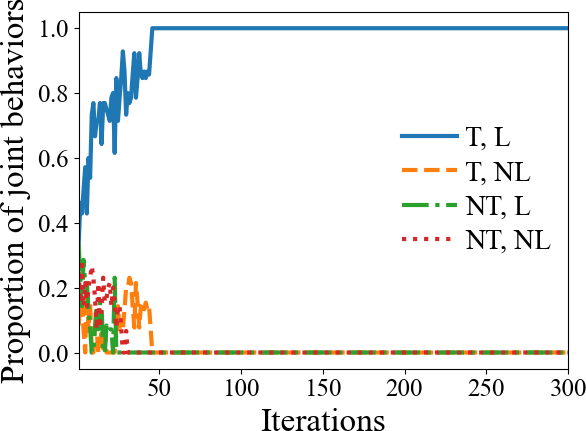 Proportion of joint behaviors
1.0
0.8
0.6
0.4
0.2
0.0
T, L
T, NL
NT, L
NT, NL
50 100 150 200 250 300
Iterations